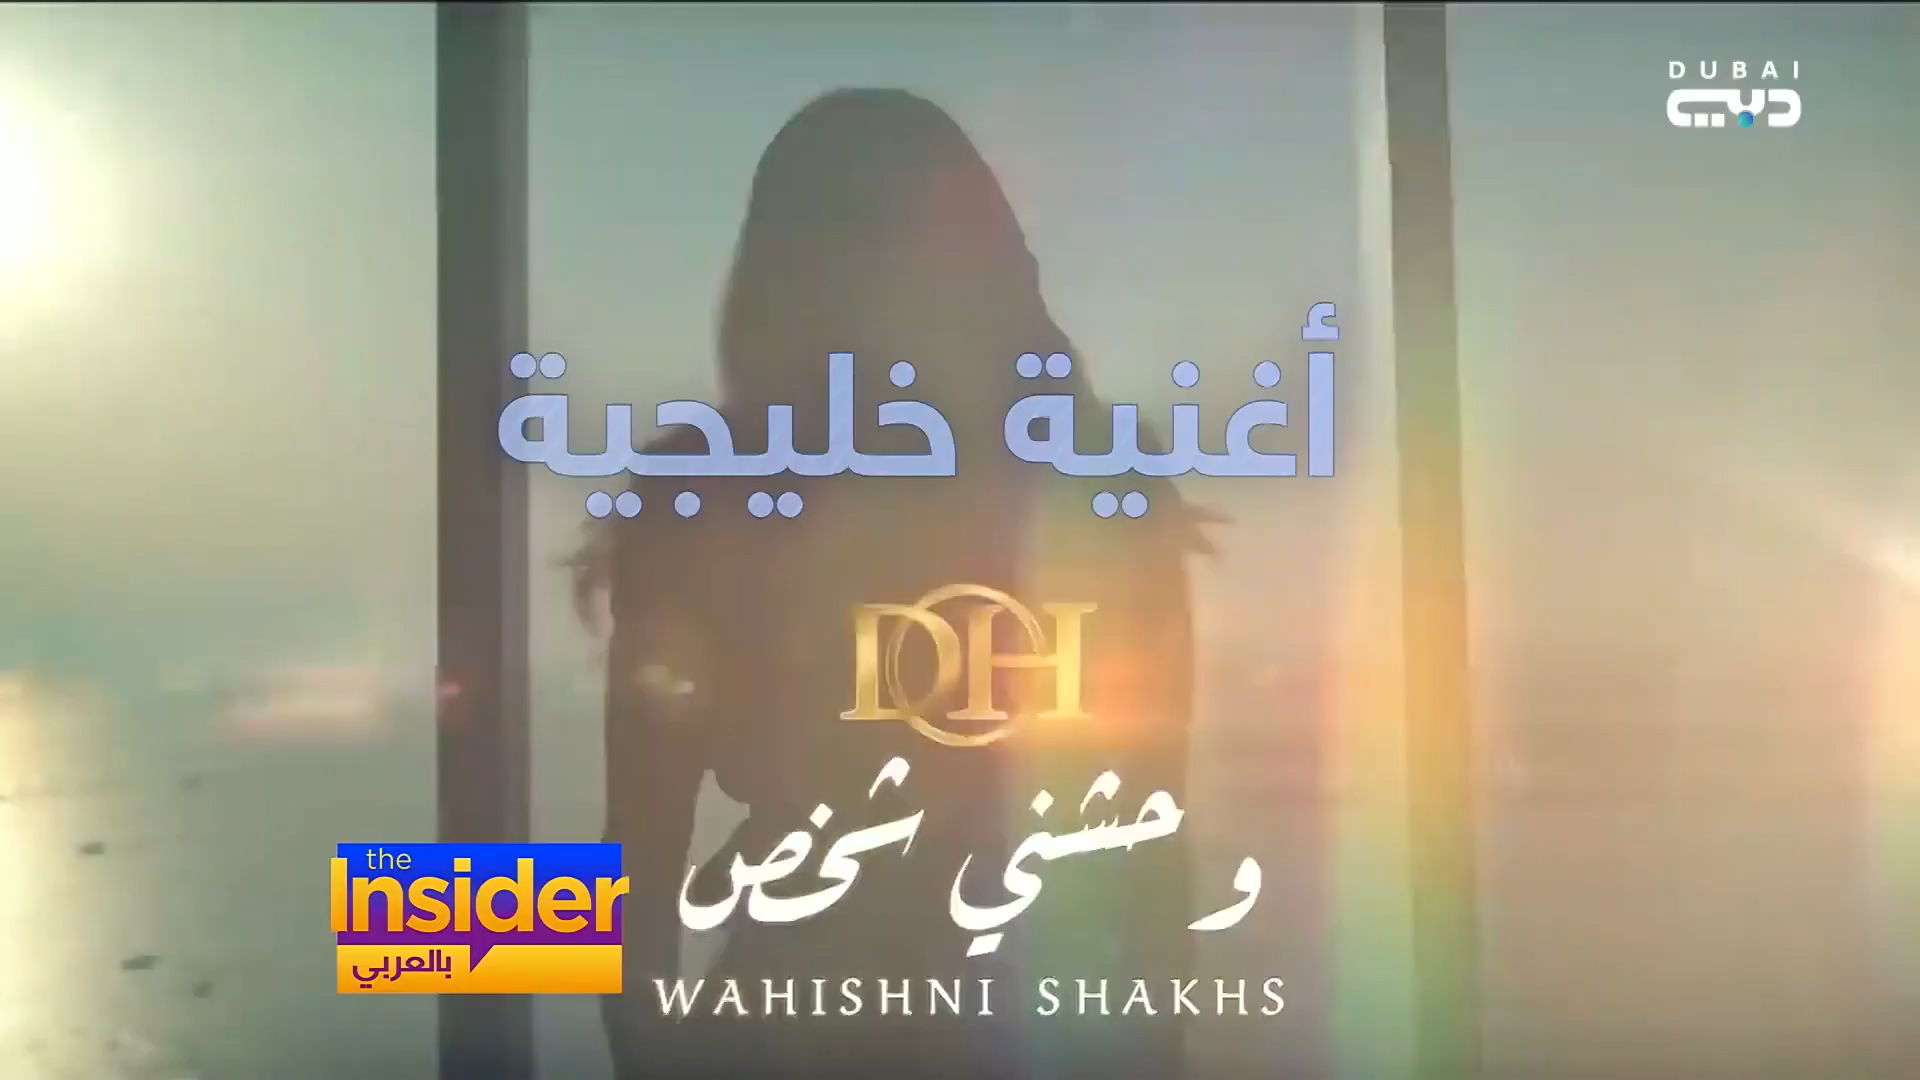 DUBAI
دبي
أغنية خليجية
DH
وحشني شخص
the
Insider
بالعربي
WAHISHNI SHAKHS